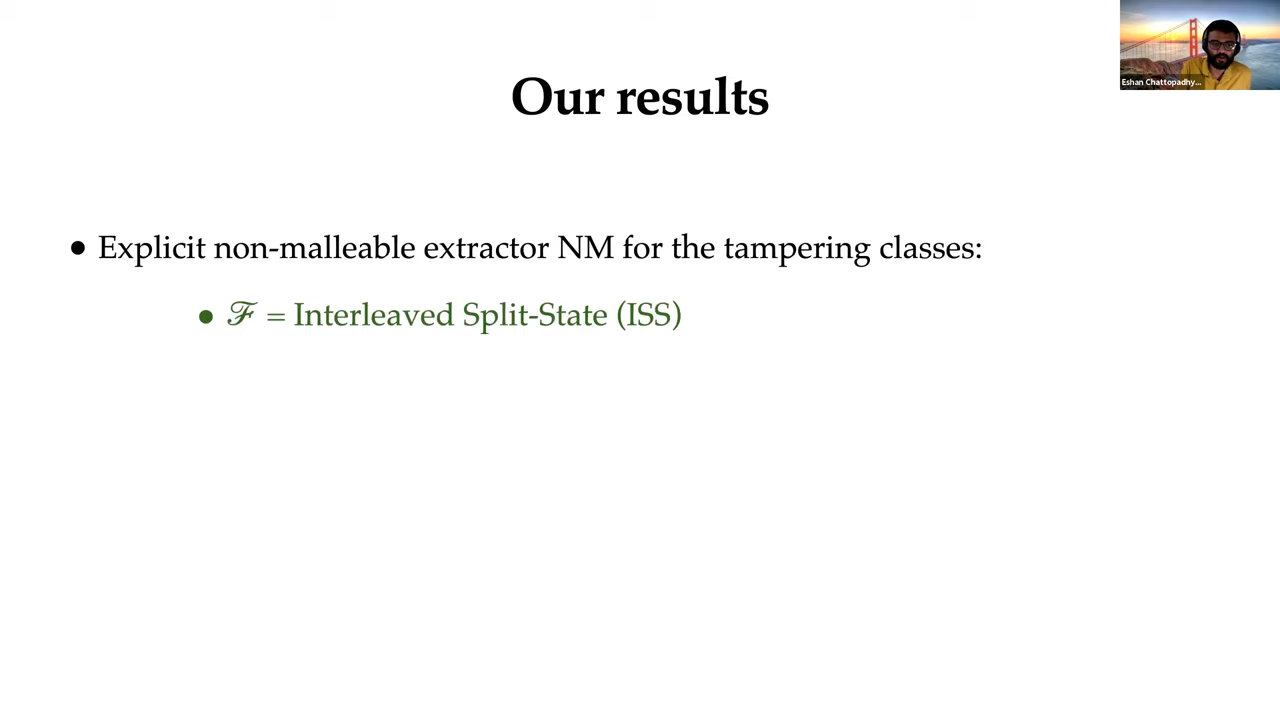 Our results
Eshan Chattopadhy...
• Explicit non-malleable extractor NM for the tampering classes:
• ℱ = Interleaved Split-State (ISS)